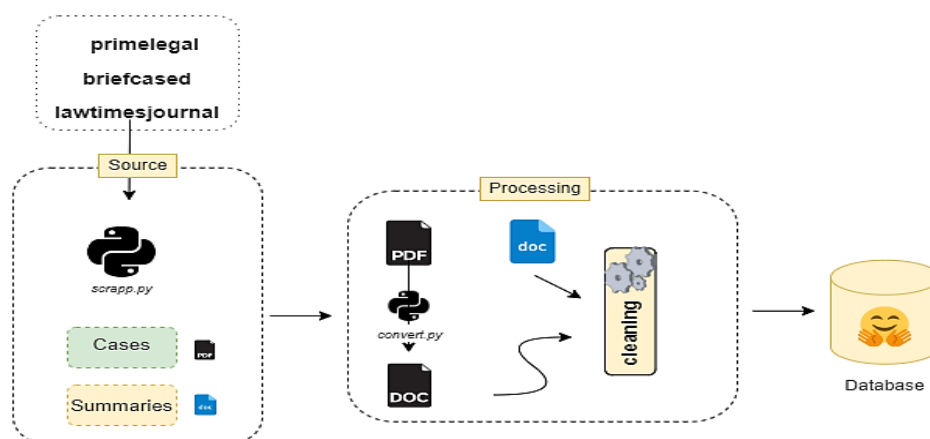 primelegal
briefcased
lawtimesjournal
Source
scrapp.py
Cases
PDF
Summaries
doc
Processing
PDF
convert.py
DOC
doc
cleaning
Database